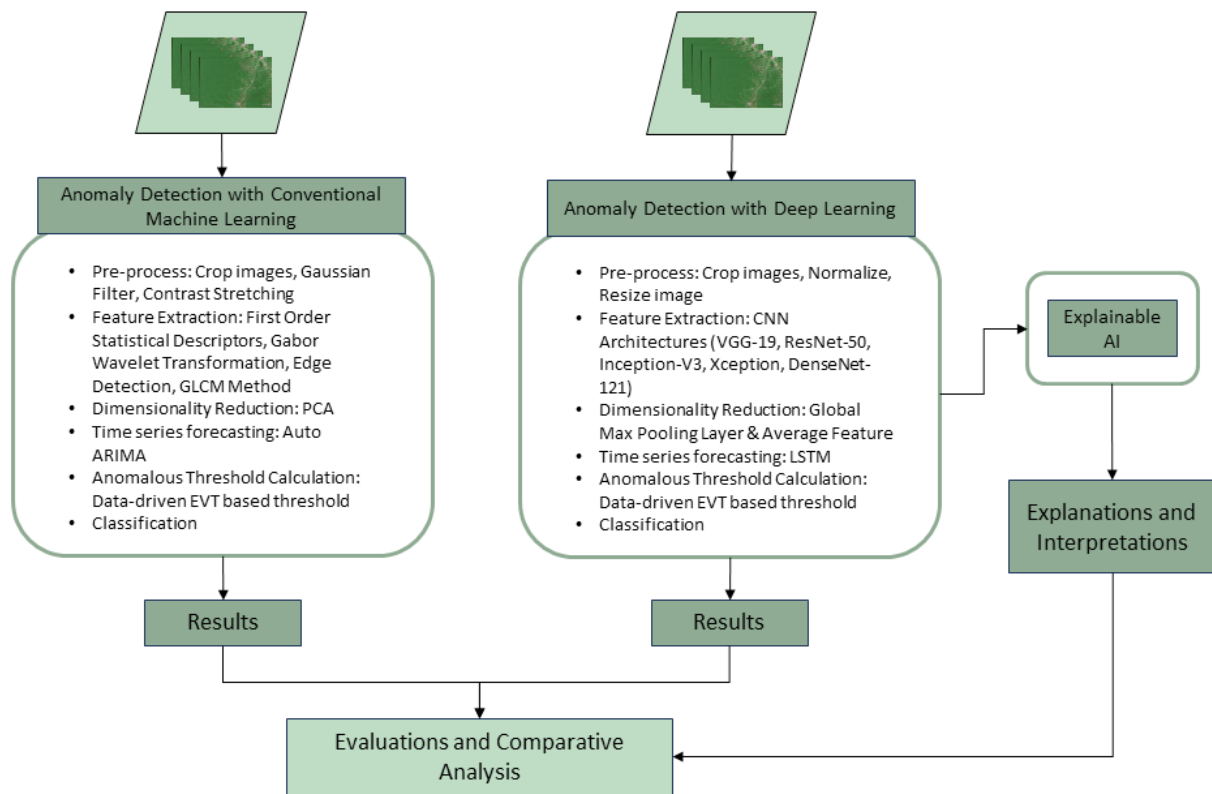 Anomaly Detection with Conventional
Machine Learning
• Pre-process: Crop images, Gaussian
Filter, Contrast Stretching
• Feature Extraction: First Order
Statistical Descriptors, Gabor
Wavelet Transformation, Edge
Detection, GLCM Method
• Dimensionality Reduction: PCA
• Time series forecasting: Auto
ARIMA
• Anomalous Threshold Calculation:
Data-driven EVT based threshold
• Classification
Results
Anomaly Detection with Deep Learning
• Pre-process: Crop images, Normalize,
Resize image
• Feature Extraction: CNN
Architectures (VGG-19, ResNet-50,
Inception-V3, Xception, DenseNet-
121)
• Dimensionality Reduction: Global
Max Pooling Layer & Average Feature
• Time series forecasting: LSTM
• Anomalous Threshold Calculation:
Data-driven EVT based threshold
• Classification
Results
Explainable
AI
Explanations and
Interpretations
Evaluations and Comparative
Analysis